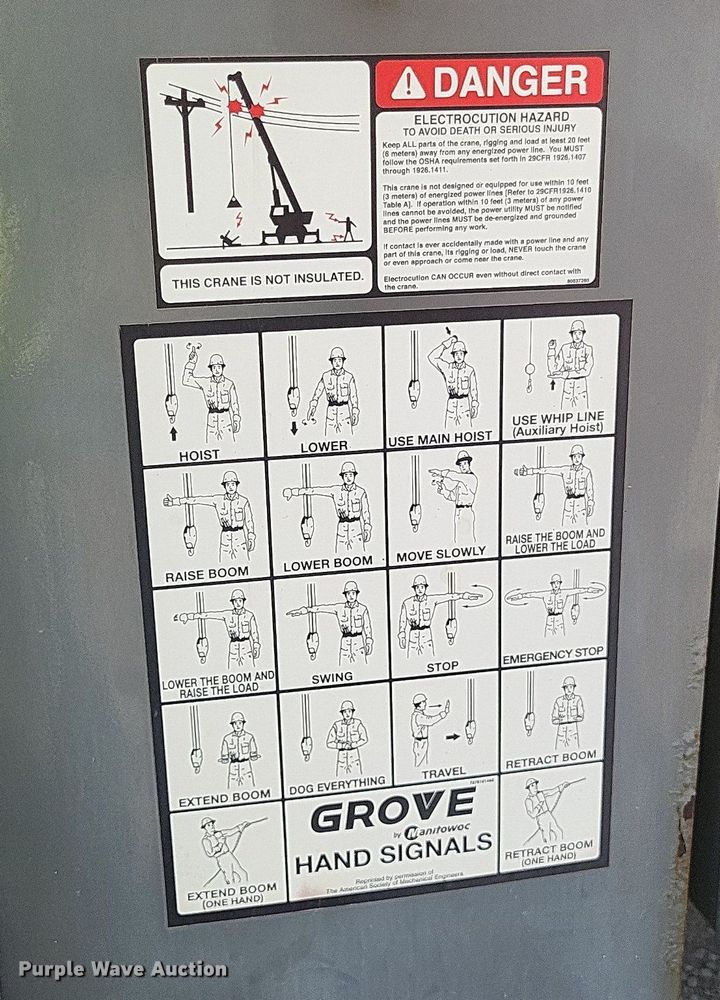 DANGER
ELECTROCUTION HAZARD
TO AVOID DEATH OR SERIOUS INJURY
Keep ALL parts of the crane, rigging and load at least 20 feet
(6 meters) away from any energized power line. You MUST
follow the OSHA requirements set forth in 29CFR 1926.1407
through 1926.1411.
This crane is not designed or equipped for use within 10 feet
(3 meters) of energized power lines [Refer to 29CFR1926.1410
Table A]. If operation within 10 feet (3 meters) of any power
lines cannot be avoided, the power utility MUST be notified
and the power lines MUST be de-energized and grounded
BEFORE performing any work.
If contact is ever accidentally made with a power line and any
part of this crane, its rigging or load, NEVER touch the crane
or even approach or come near the crane.
Electrocution CAN OCCUR even without direct contact with
the crane.
THIS CRANE IS NOT INSULATED.
HOIST
LOWER
USE MAIN HOIST
USE WHIP LINE
(Auxiliary Hoist)
RAISE BOOM
LOWER BOOM
MOVE SLOWLY
RAISE THE BOOM AND
LOWER THE LOAD
LOWER THE BOOM AND
RAISE THE LOAD
SWING
STOP
EMERGENCY STOP
EXTEND BOOM
DOG EVERYTHING
TRAVEL
RETRACT BOOM
EXTEND BOOM
(ONE HAND)
GROVE
by Manitowoc
HAND SIGNALS
Reprinted by permission of
The American Society of Mechanical Engineers
RETRACT BOOM
(ONE HAND)
Purple Wave Auction